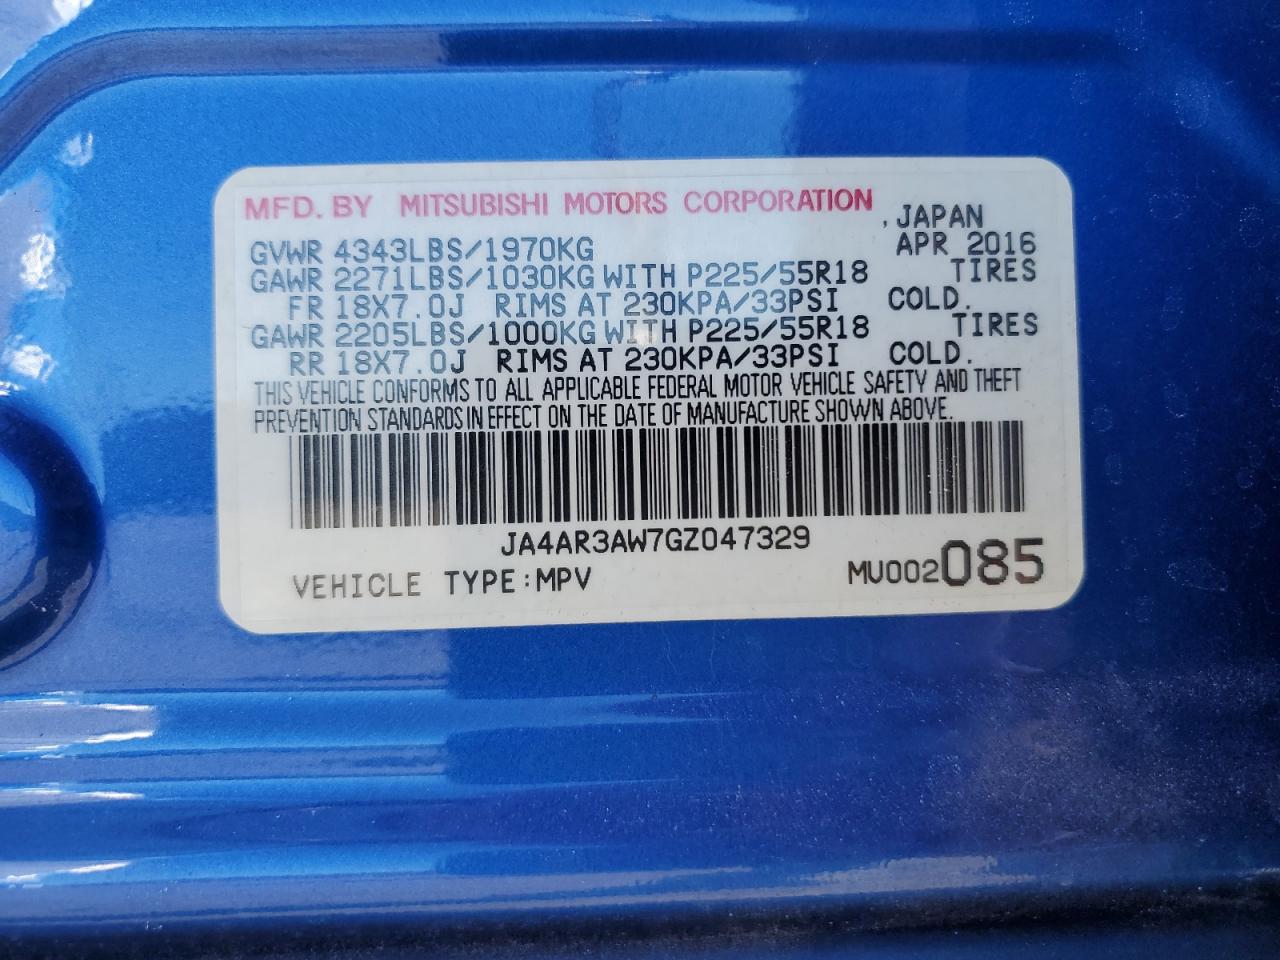 MFD. BY MITSUBISHI MOTORS CORPORATION , JAPAN
GVWR 4343LBS/1970KG APR 2016
GAWR 2271LBS/1030KG WITH P225/55R18 TIRES
FR 18X7.0J RIMS AT 230KPA/33PSI COLD.
GAWR 2205LBS/1000KG WITH P225/55R18 TIRES
RR 18X7.0J RIMS AT 230KPA/33PSI COLD.
THIS VEHICLE CONFORMS TO ALL APPLICABLE FEDERAL MOTOR VEHICLE SAFETY AND THEFT
PREVENTION STANDARDS IN EFFECT ON THE DATE OF MANUFACTURE SHOWN ABOVE.
JA4AR3AW7GZ047329
VEHICLE TYPE:MPV MU002085